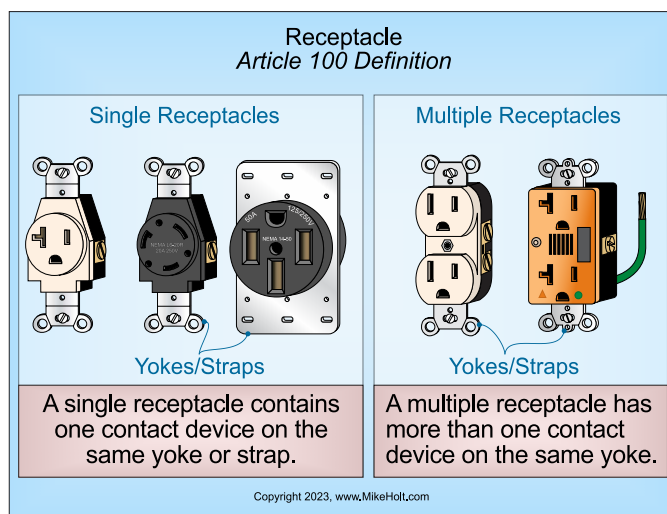 Receptacle
Article 100 Definition
Single Receptacles
50A
125/250V
NEMA 14-50
Yokes/Straps
A single receptacle contains
one contact device on the
same yoke or strap.
Multiple Receptacles
Yokes/Straps
A multiple receptacle has
more than one contact
device on the same yoke.
Copyright 2023, www.MikeHolt.com